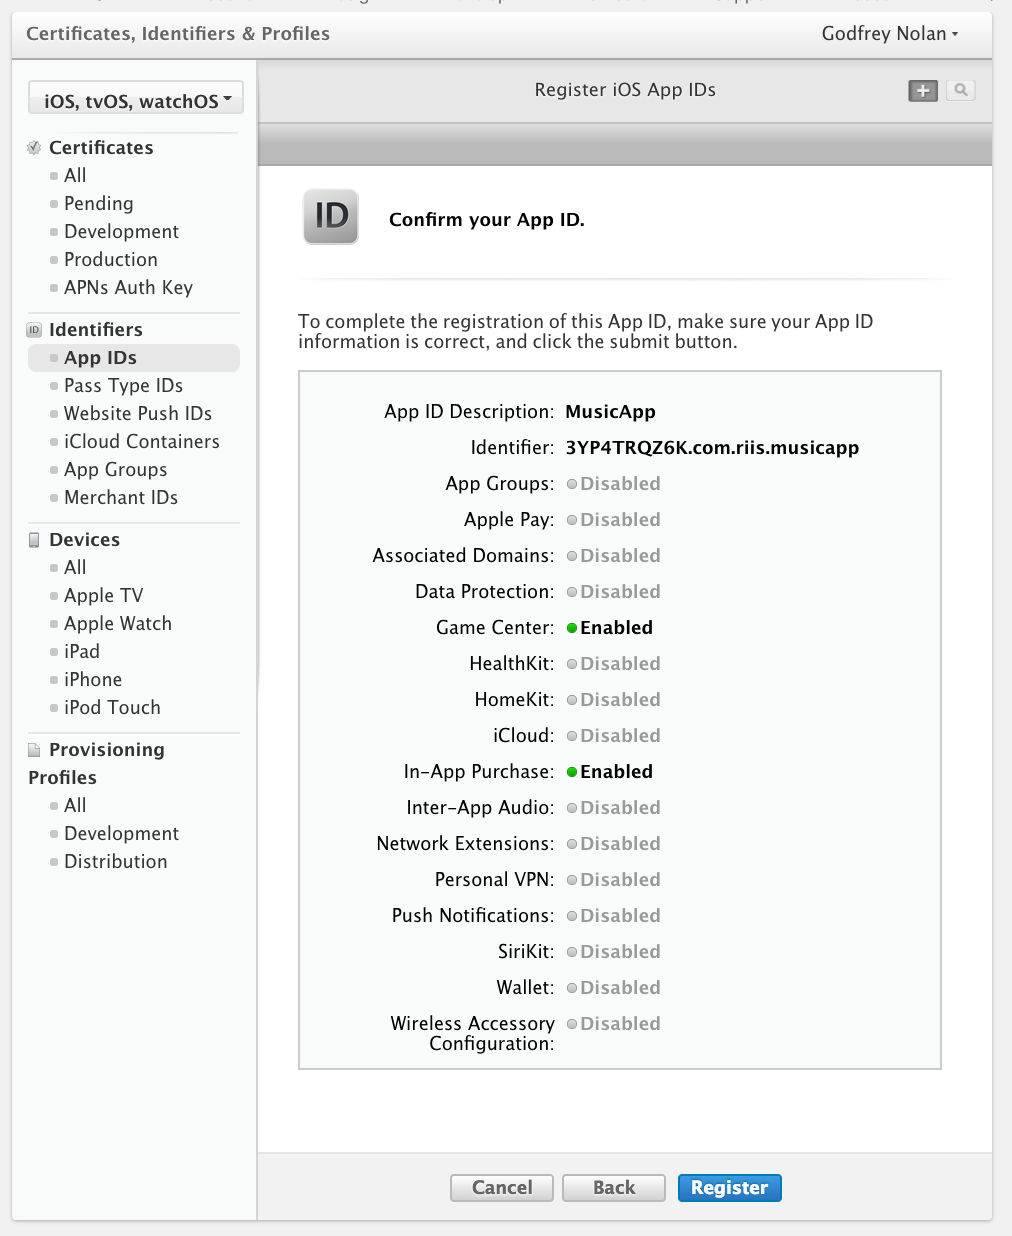 Certificates, Identifiers & Profiles
Godfrey Nolan
iOS, tvOS, watchOS
Certificates
All
Pending
Development
Production
APNs Auth Key
ID Identifiers
App IDs
Pass Type IDs
Website Push IDs
iCloud Containers
App Groups
Merchant IDs
Devices
All
Apple TV
Apple Watch
iPad
iPhone
iPod Touch
Provisioning
Profiles
All
Development
Distribution
Register iOS App IDs
ID
Confirm your App ID.
To complete the registration of this App ID, make sure your App ID
information is correct, and click the submit button.
App ID Description: MusicApp
Identifier: 3YP4TRQZ6K.com.riis.musicapp
App Groups: Disabled
Apple Pay: Disabled
Associated Domains: Disabled
Data Protection: Disabled
Game Center: Enabled
HealthKit: Disabled
HomeKit: Disabled
iCloud: Disabled
In-App Purchase: Enabled
Inter-App Audio: Disabled
Network Extensions: Disabled
Personal VPN: Disabled
Push Notifications: Disabled
SiriKit: Disabled
Wallet: Disabled
Wireless Accessory Disabled
Configuration:
Cancel Back Register